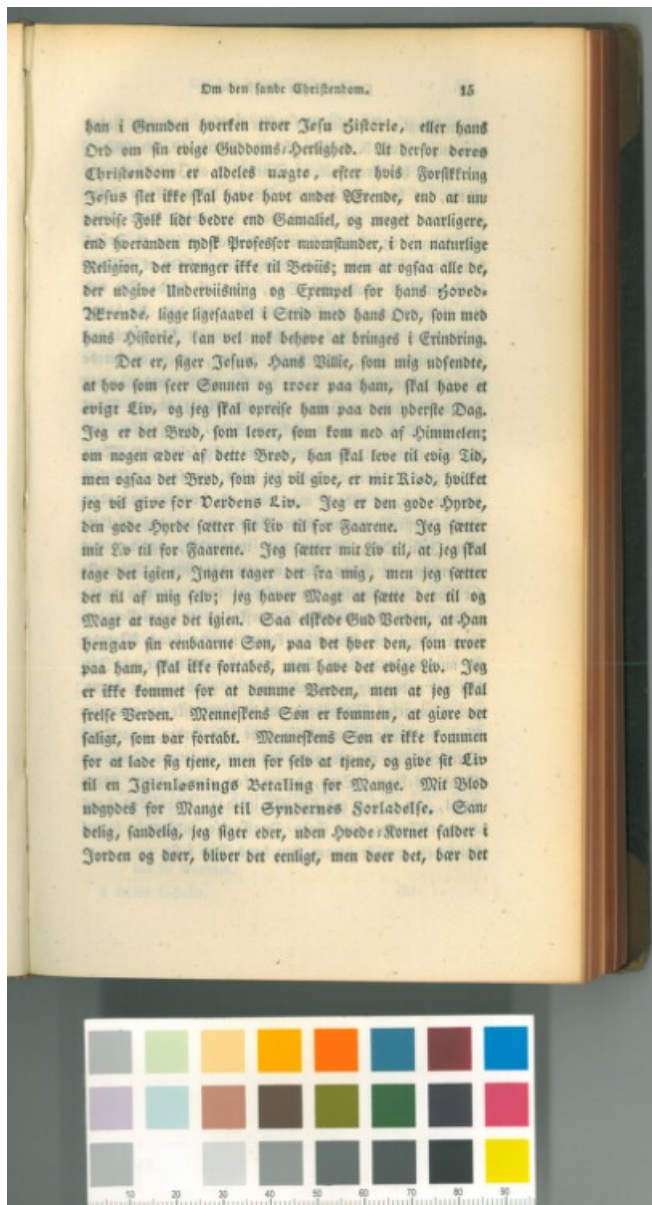 Om den sande Christendom. 15
han i Grunden hverken troer Jesu Historie, eller hans
Ord om sin evige Guddoms-Herlighed. At derfor deres
Christendom er aldeles uægte, efter hvis Forsikkring
Jesus slet ikke skal have havt andet Ærende, end at un-
dervise Folk lidt bedre end Gamaliel, og meget daarligere,
end hveranden tydsk Professor nuomstunder, i den naturlige
Religion, det trænger ikke til Beviis; men at ogsaa alle de,
der udgive Underviisning og Exempel for hans Hoved-
Ærende, ligge ligesaavel i Strid med hans Ord, som med
hans Historie, kan vel nok behøve at bringes i Erindring.
Det er, siger Jesus, Hans Villie, som mig udsendte,
at hvo som seer Sønnen og troer paa ham, skal have et
evigt Liv, og jeg skal opreise ham paa den yderste Dag.
Jeg er det Brød, som lever, som kom ned af Himmelen;
om nogen æder af dette Brød, han skal leve til evig Tid,
men ogsaa det Brød, som jeg vil give, er mit Kiød, hvilket
jeg vil give for Verdens Liv. Jeg er den gode Hyrde,
den gode Hyrde sætter sit Liv til for Faarene. Jeg sætter
mit Liv til for Faarene. Jeg sætter mit Liv til, at jeg skal
tage det igien, Ingen tager det fra mig, men jeg sætter
det til af mig selv; jeg haver Magt at sætte det til og
Magt at tage det igien. Saa elskede Gud Verden, at Han
hengav sin eenbaarne Søn, paa det hver den, som troer
paa ham, skal ikke fortabes, men have det evige Liv. Jeg
er ikke kommet for at dømme Verden, men at jeg skal
frelse Verden. Menneskens Søn er kommen, at giøre det
saligt, som var fortabt. Menneskens Søn er ikke kommen
for at lade sig tjene, men for selv at tjene, og give sit Liv
til en Igienløsnings Betaling for Mange. Mit Blod
udgydes for Mange til Syndernes Forladelse. San-
delig, sandelig, jeg siger eder, uden Hvede-Kornet falder i
Jorden og døer, bliver det eenligt, men døer det, bær det
10 20 30 40 50 60 70 80 90